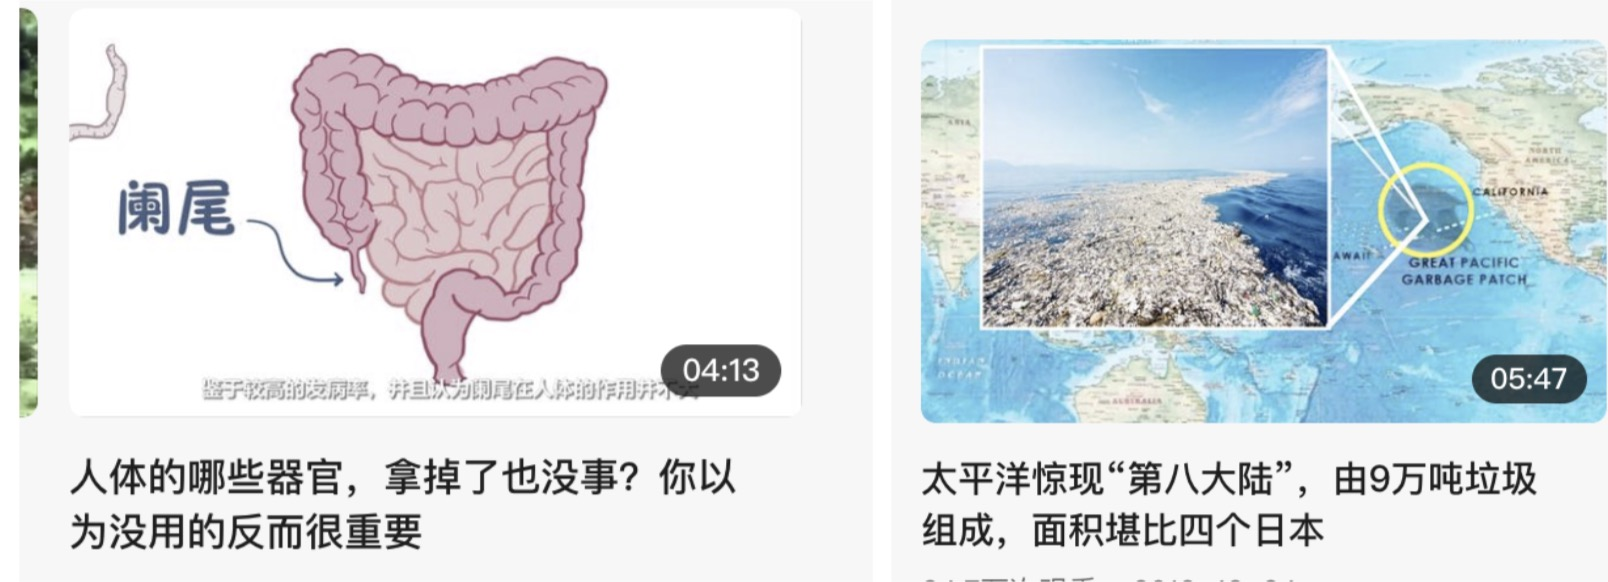 阑尾
鉴于较高的发病率，并且认为阑尾在人体的作用并不大
04:13
人体的哪些器官，拿掉了也没事？你以
为没用的反而很重要
ASIA
NORTH
AMERICA
CALIFORNIA
AWAII
GREAT PACIFIC
GARBAGE PATCH
INDIAN
OCEAN
AUSTRALIA
05:47
太平洋惊现“第八大陆”，由9万吨垃圾
组成，面积堪比四个日本